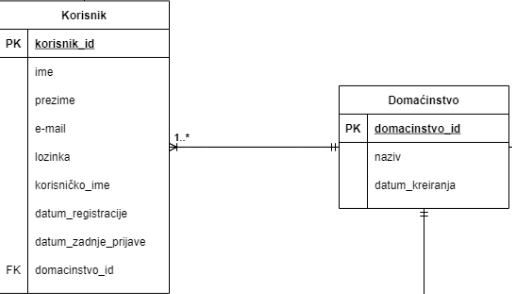 Korisnik
PK korisnik_id
ime
prezime
e-mail
lozinka
korisničko_ime
datum_registracije
datum_zadnje_prijave
FK domacinstvo_id
1..*
Domaćinstvo
PK domacinstvo_id
naziv
datum_kreiranja